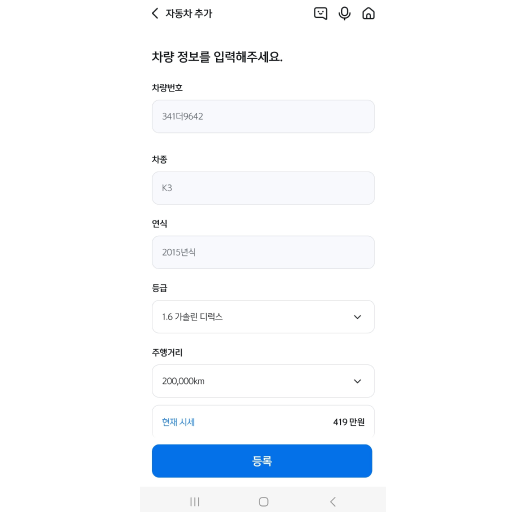 자동차 추가
차량 정보를 입력해주세요.
차량번호
341더9642
차종
K3
연식
2015년식
등급
1.6 가솔린 디럭스
주행거리
200,000km
현재 시세 419 만원
등록